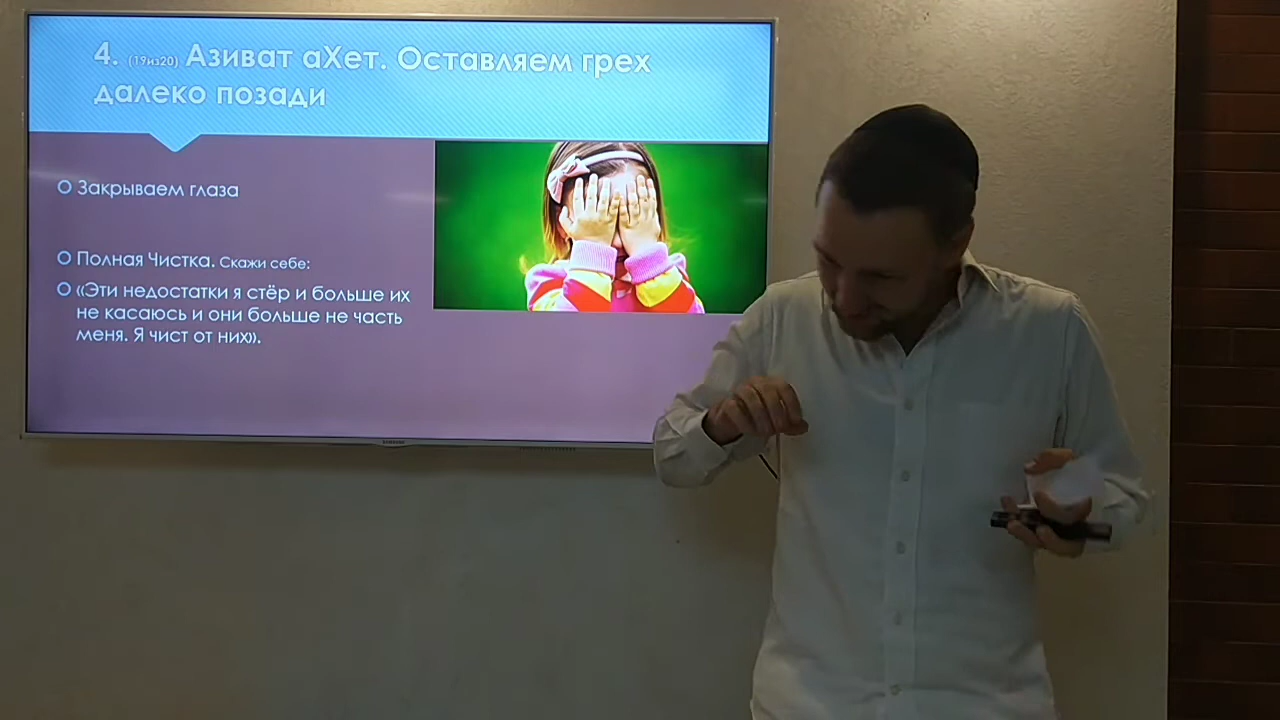 4. (19из20) Азиват аХет. Оставляем грех
далеко позади
Закрываем глаза
Полная Чистка. Скажи себе:
«Эти недостатки я стёр и больше их
не касаюсь и они больше не часть
меня. Я чист от них».
SAMSUNG